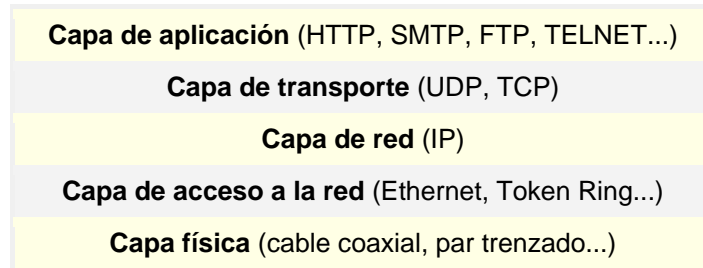 Capa de aplicación (HTTP, SMTP, FTP, TELNET...)
Capa de transporte (UDP, TCP)
Capa de red (IP)
Capa de acceso a la red (Ethernet, Token Ring...)
Capa física (cable coaxial, par trenzado...)